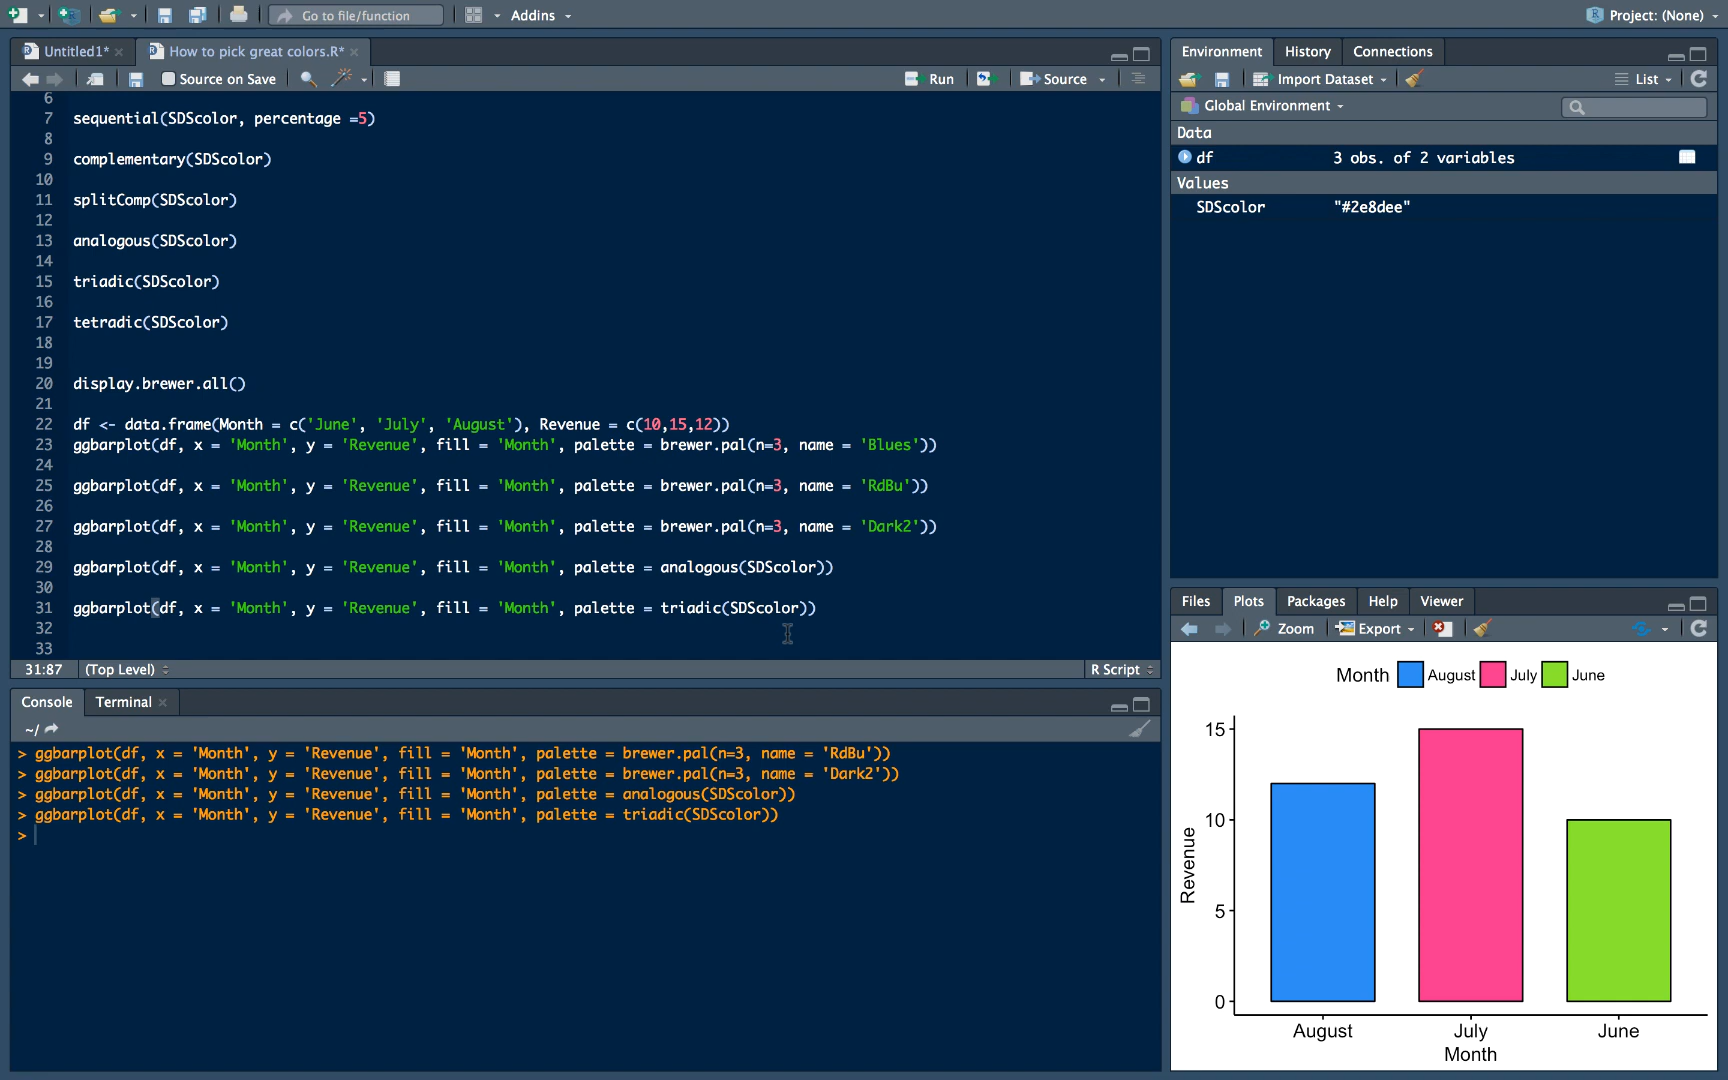 Go to file/function
Addins
Project: (None)
Untitled1*
How to pick great colors.R*
Source on Save
Run
Source
6
7 sequential(SDScolor, percentage =5)
8
9 complementary(SDScolor)
10
11 splitComp(SDScolor)
12
13 analogous(SDScolor)
14
15 triadic(SDScolor)
16
17 tetradic(SDScolor)
18
19
20 display.brewer.all()
21
22 df <- data.frame(Month = c('June', 'July', 'August'), Revenue = c(10,15,12))
23 ggbarplot(df, x = 'Month', y = 'Revenue', fill = 'Month', palette = brewer.pal(n=3, name = 'Blues'))
24
25 ggbarplot(df, x = 'Month', y = 'Revenue', fill = 'Month', palette = brewer.pal(n=3, name = 'RdBu'))
26
27 ggbarplot(df, x = 'Month', y = 'Revenue', fill = 'Month', palette = brewer.pal(n=3, name = 'Dark2'))
28
29 ggbarplot(df, x = 'Month', y = 'Revenue', fill = 'Month', palette = analogous(SDScolor))
30
31 ggbarplot(df, x = 'Month', y = 'Revenue', fill = 'Month', palette = triadic(SDScolor))
32
33
31:87 (Top Level) R Script
Console Terminal
~/
> ggbarplot(df, x = 'Month', y = 'Revenue', fill = 'Month', palette = brewer.pal(n=3, name = 'RdBu'))
> ggbarplot(df, x = 'Month', y = 'Revenue', fill = 'Month', palette = brewer.pal(n=3, name = 'Dark2'))
> ggbarplot(df, x = 'Month', y = 'Revenue', fill = 'Month', palette = analogous(SDScolor))
> ggbarplot(df, x = 'Month', y = 'Revenue', fill = 'Month', palette = triadic(SDScolor))
>
Environment History Connections
Import Dataset List
Global Environment
Data
df 3 obs. of 2 variables
Values
SDScolor "#2e8dee"
Files Plots Packages Help Viewer
Zoom Export
Month August July June
15
10
5
0
Revenue
August July June
Month